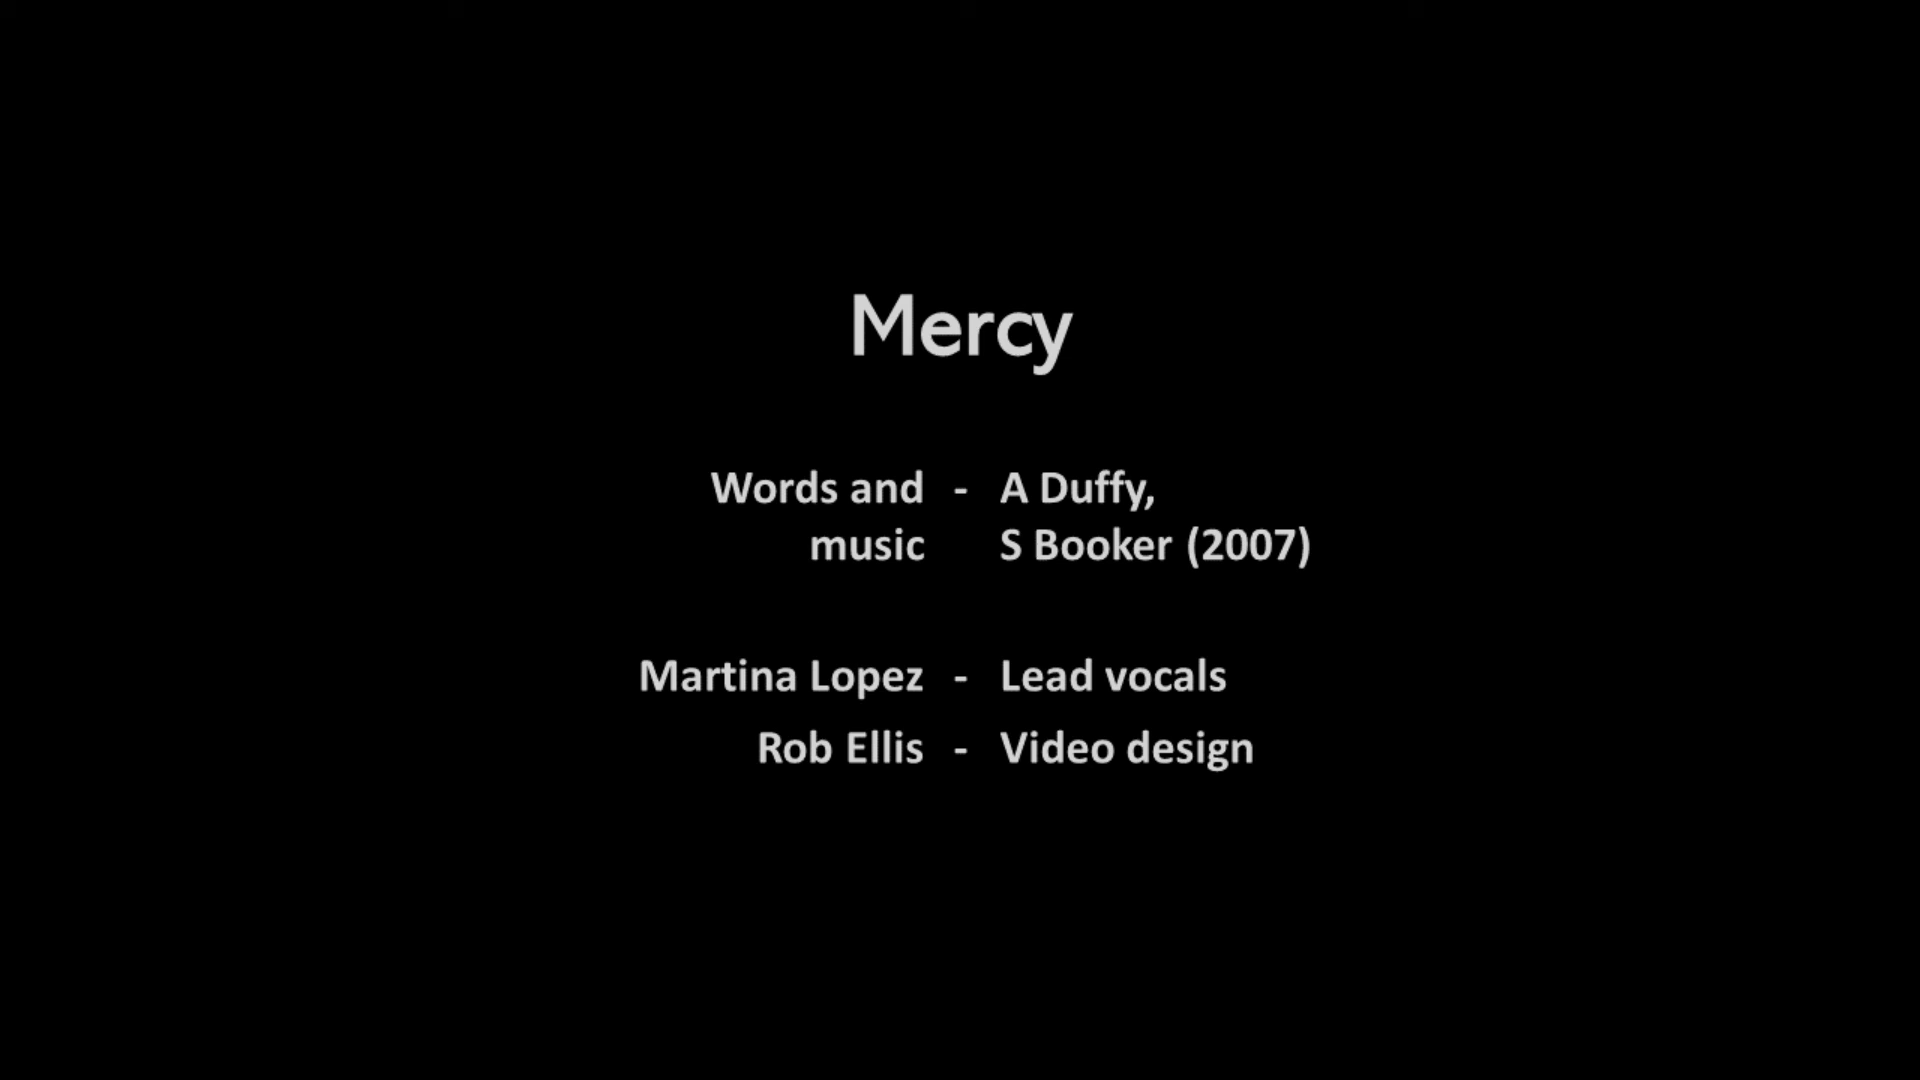 Mercy
Words and - A Duffy,
music S Booker (2007)
Martina Lopez - Lead vocals
Rob Ellis - Video design